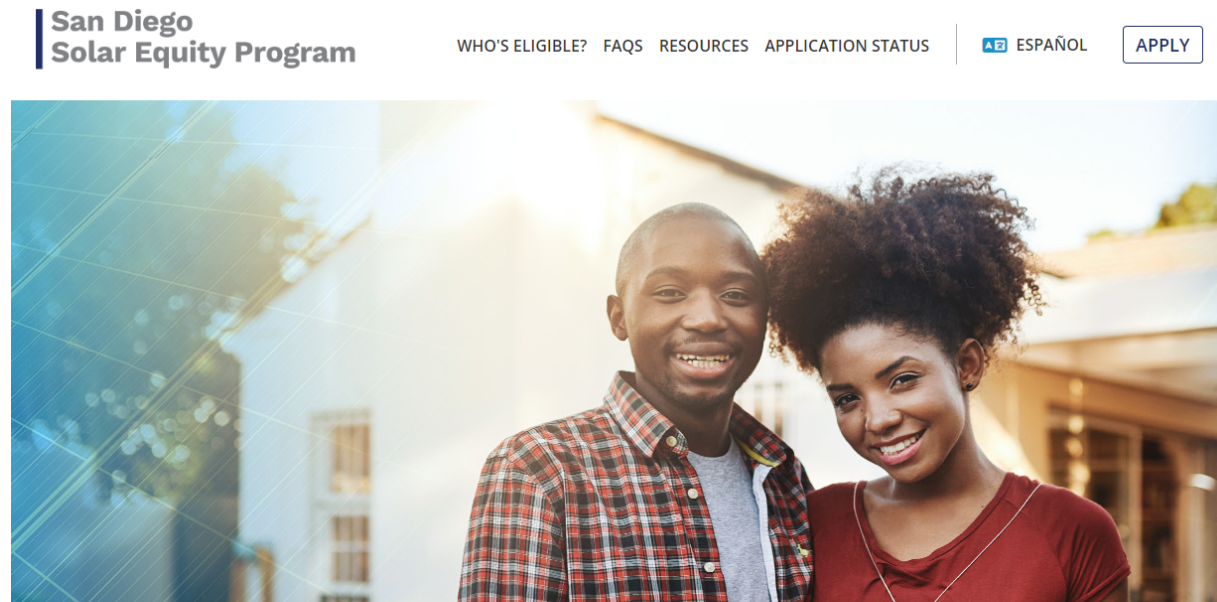 San Diego
Solar Equity Program
WHO'S ELIGIBLE? FAQS RESOURCES APPLICATION STATUS ESPAÑOL APPLY